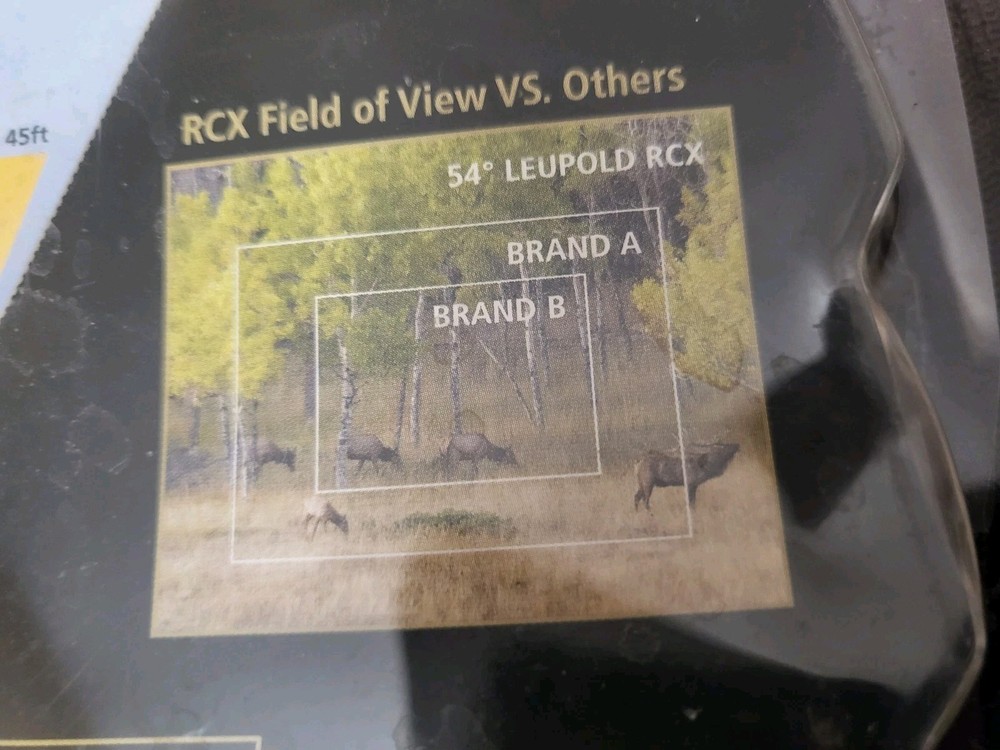 45ft
RCX Field of View VS. Others
54° LEUPOLD RCX
BRAND A
BRAND B